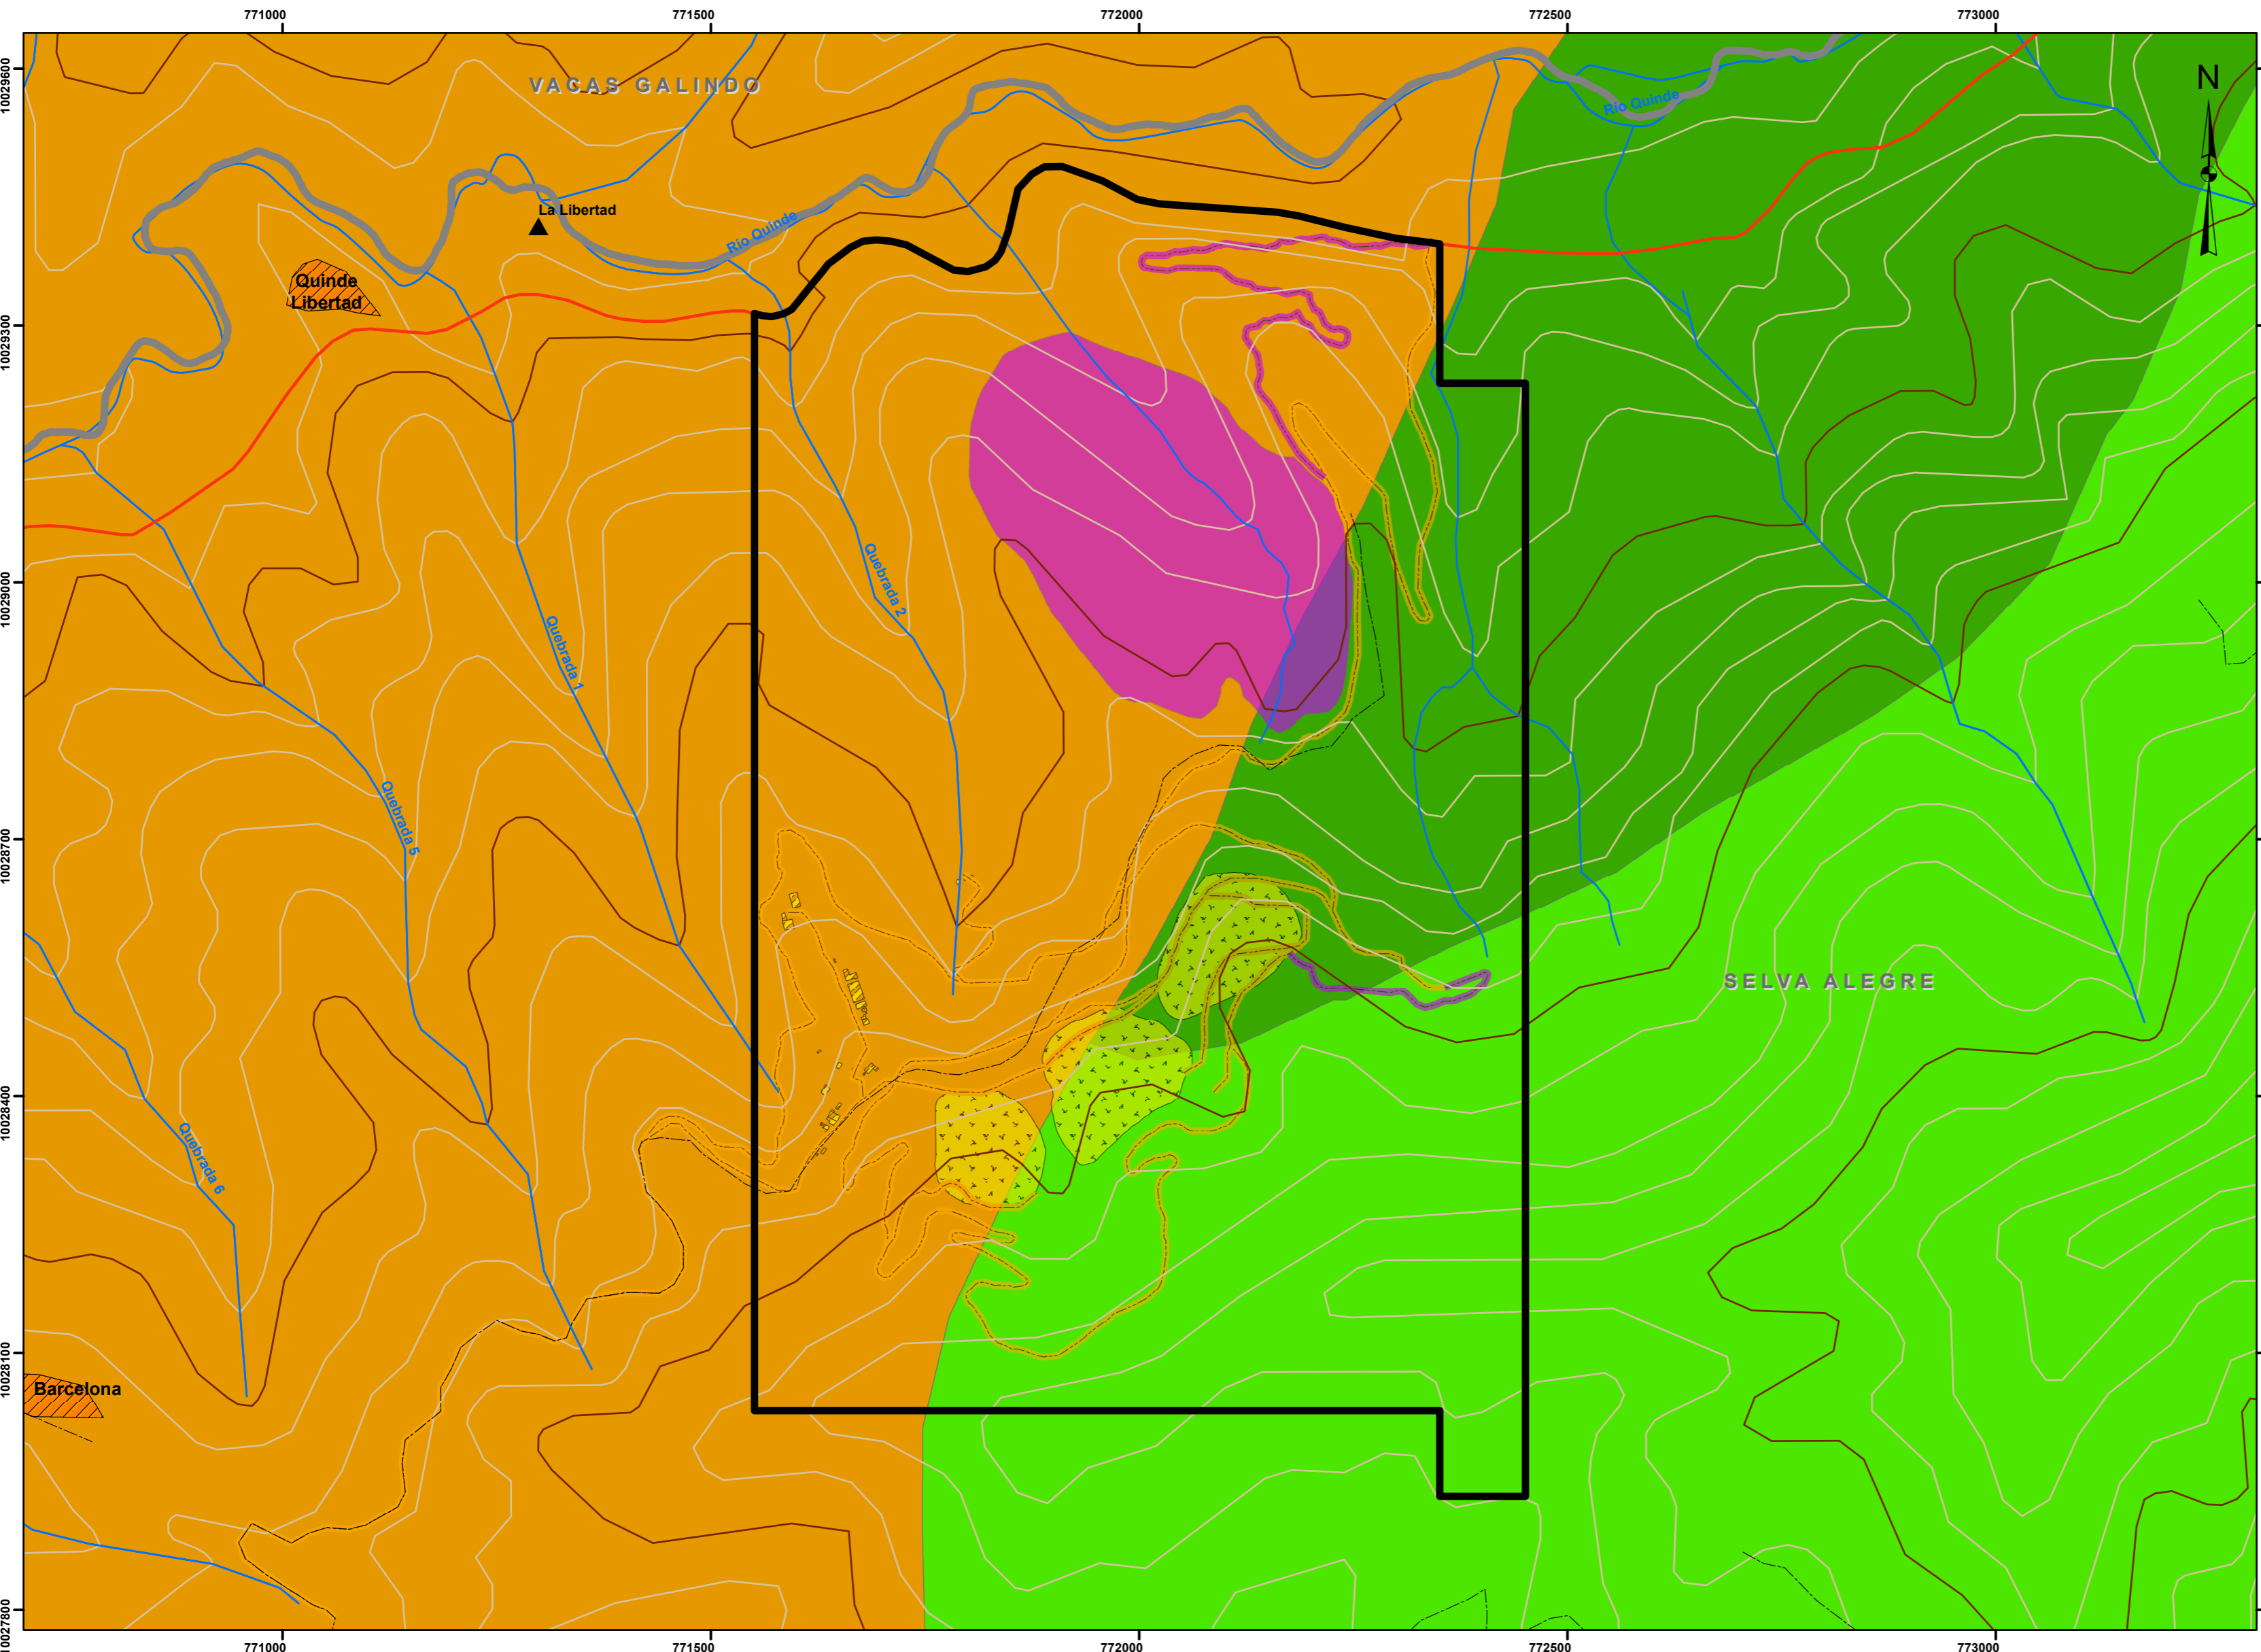 771000 771500 772000 772500 773000
10029600
VACAS GALINDO
N
Rio Quinde
La Libertad
Rio Quinde
Quinde
Libertad
10029300
Quebrada 2
10029000
Quebrada 1
Quebrada 5
10028700
SELVA ALEGRE
10028400
Quebrada 6
10028100
Barcelona
10027800
771000 771500 772000 772500 773000